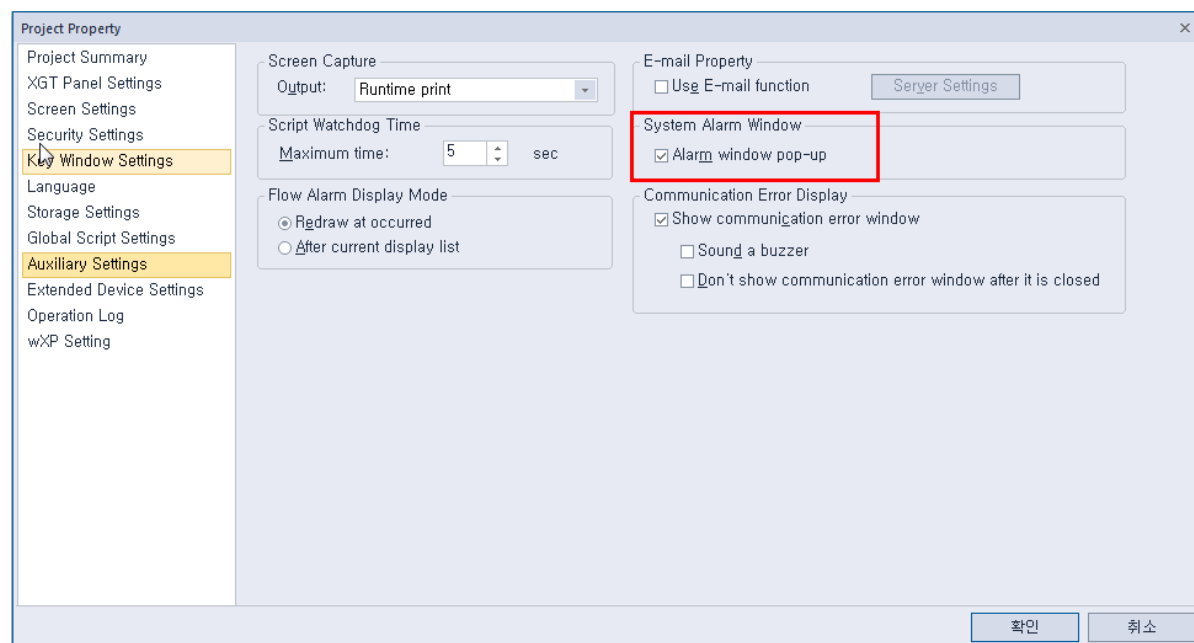 Project Property
Project Summary
XGT Panel Settings
Screen Settings
Security Settings
Key Window Settings
Language
Storage Settings
Global Script Settings
Auxiliary Settings
Extended Device Settings
Operation Log
wXP Setting
Screen Capture
Output: Runtime print
Script Watchdog Time
Maximum time: 5 sec
Flow Alarm Display Mode
Redraw at occurred
After current display list
E-mail Property
Use E-mail function Server Settings
System Alarm Window
Alarm window pop-up
Communication Error Display
Show communication error window
Sound a buzzer
Don't show communication error window after it is closed
확인 취소